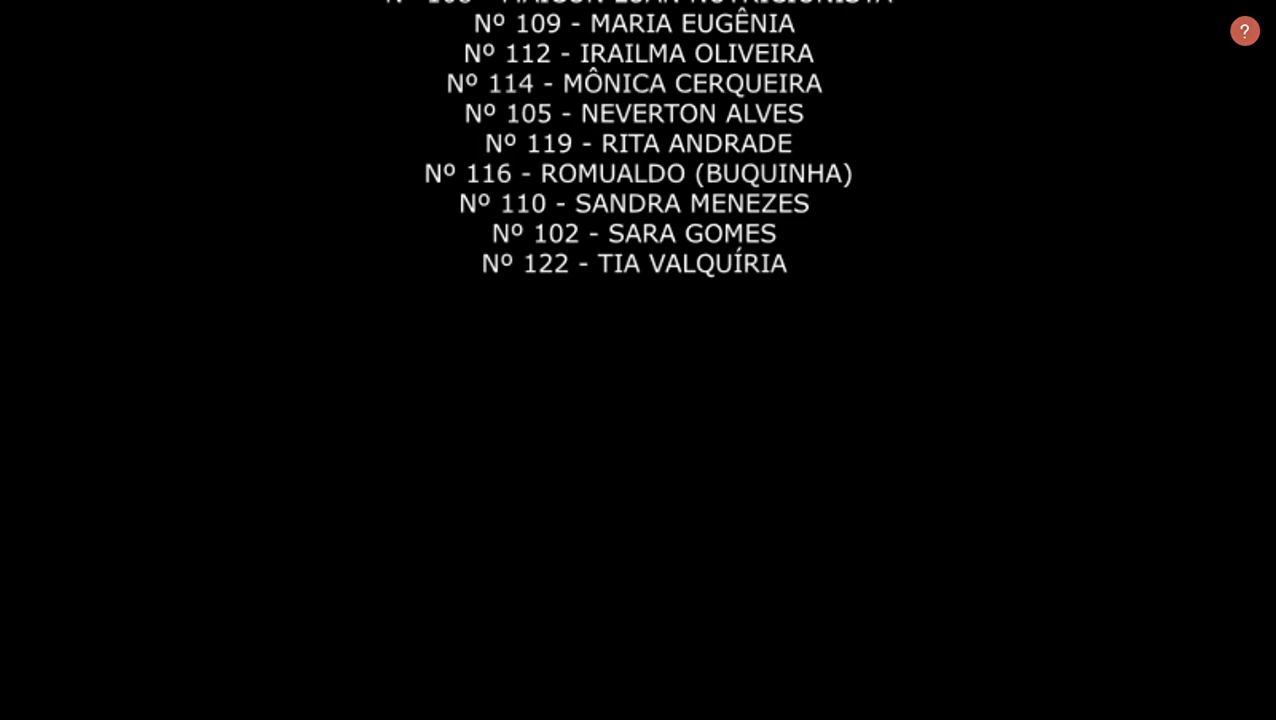 Nº 109 - MARIA EUGÊNIA
Nº 112 - IRAILMA OLIVEIRA
Nº 114 - MÔNICA CERQUEIRA
Nº 105 - NEVERTON ALVES
Nº 119 - RITA ANDRADE
Nº 116 - ROMUALDO (BUQUINHA)
Nº 110 - SANDRA MENEZES
Nº 102 - SARA GOMES
Nº 122 - TIA VALQUÍRIA
?